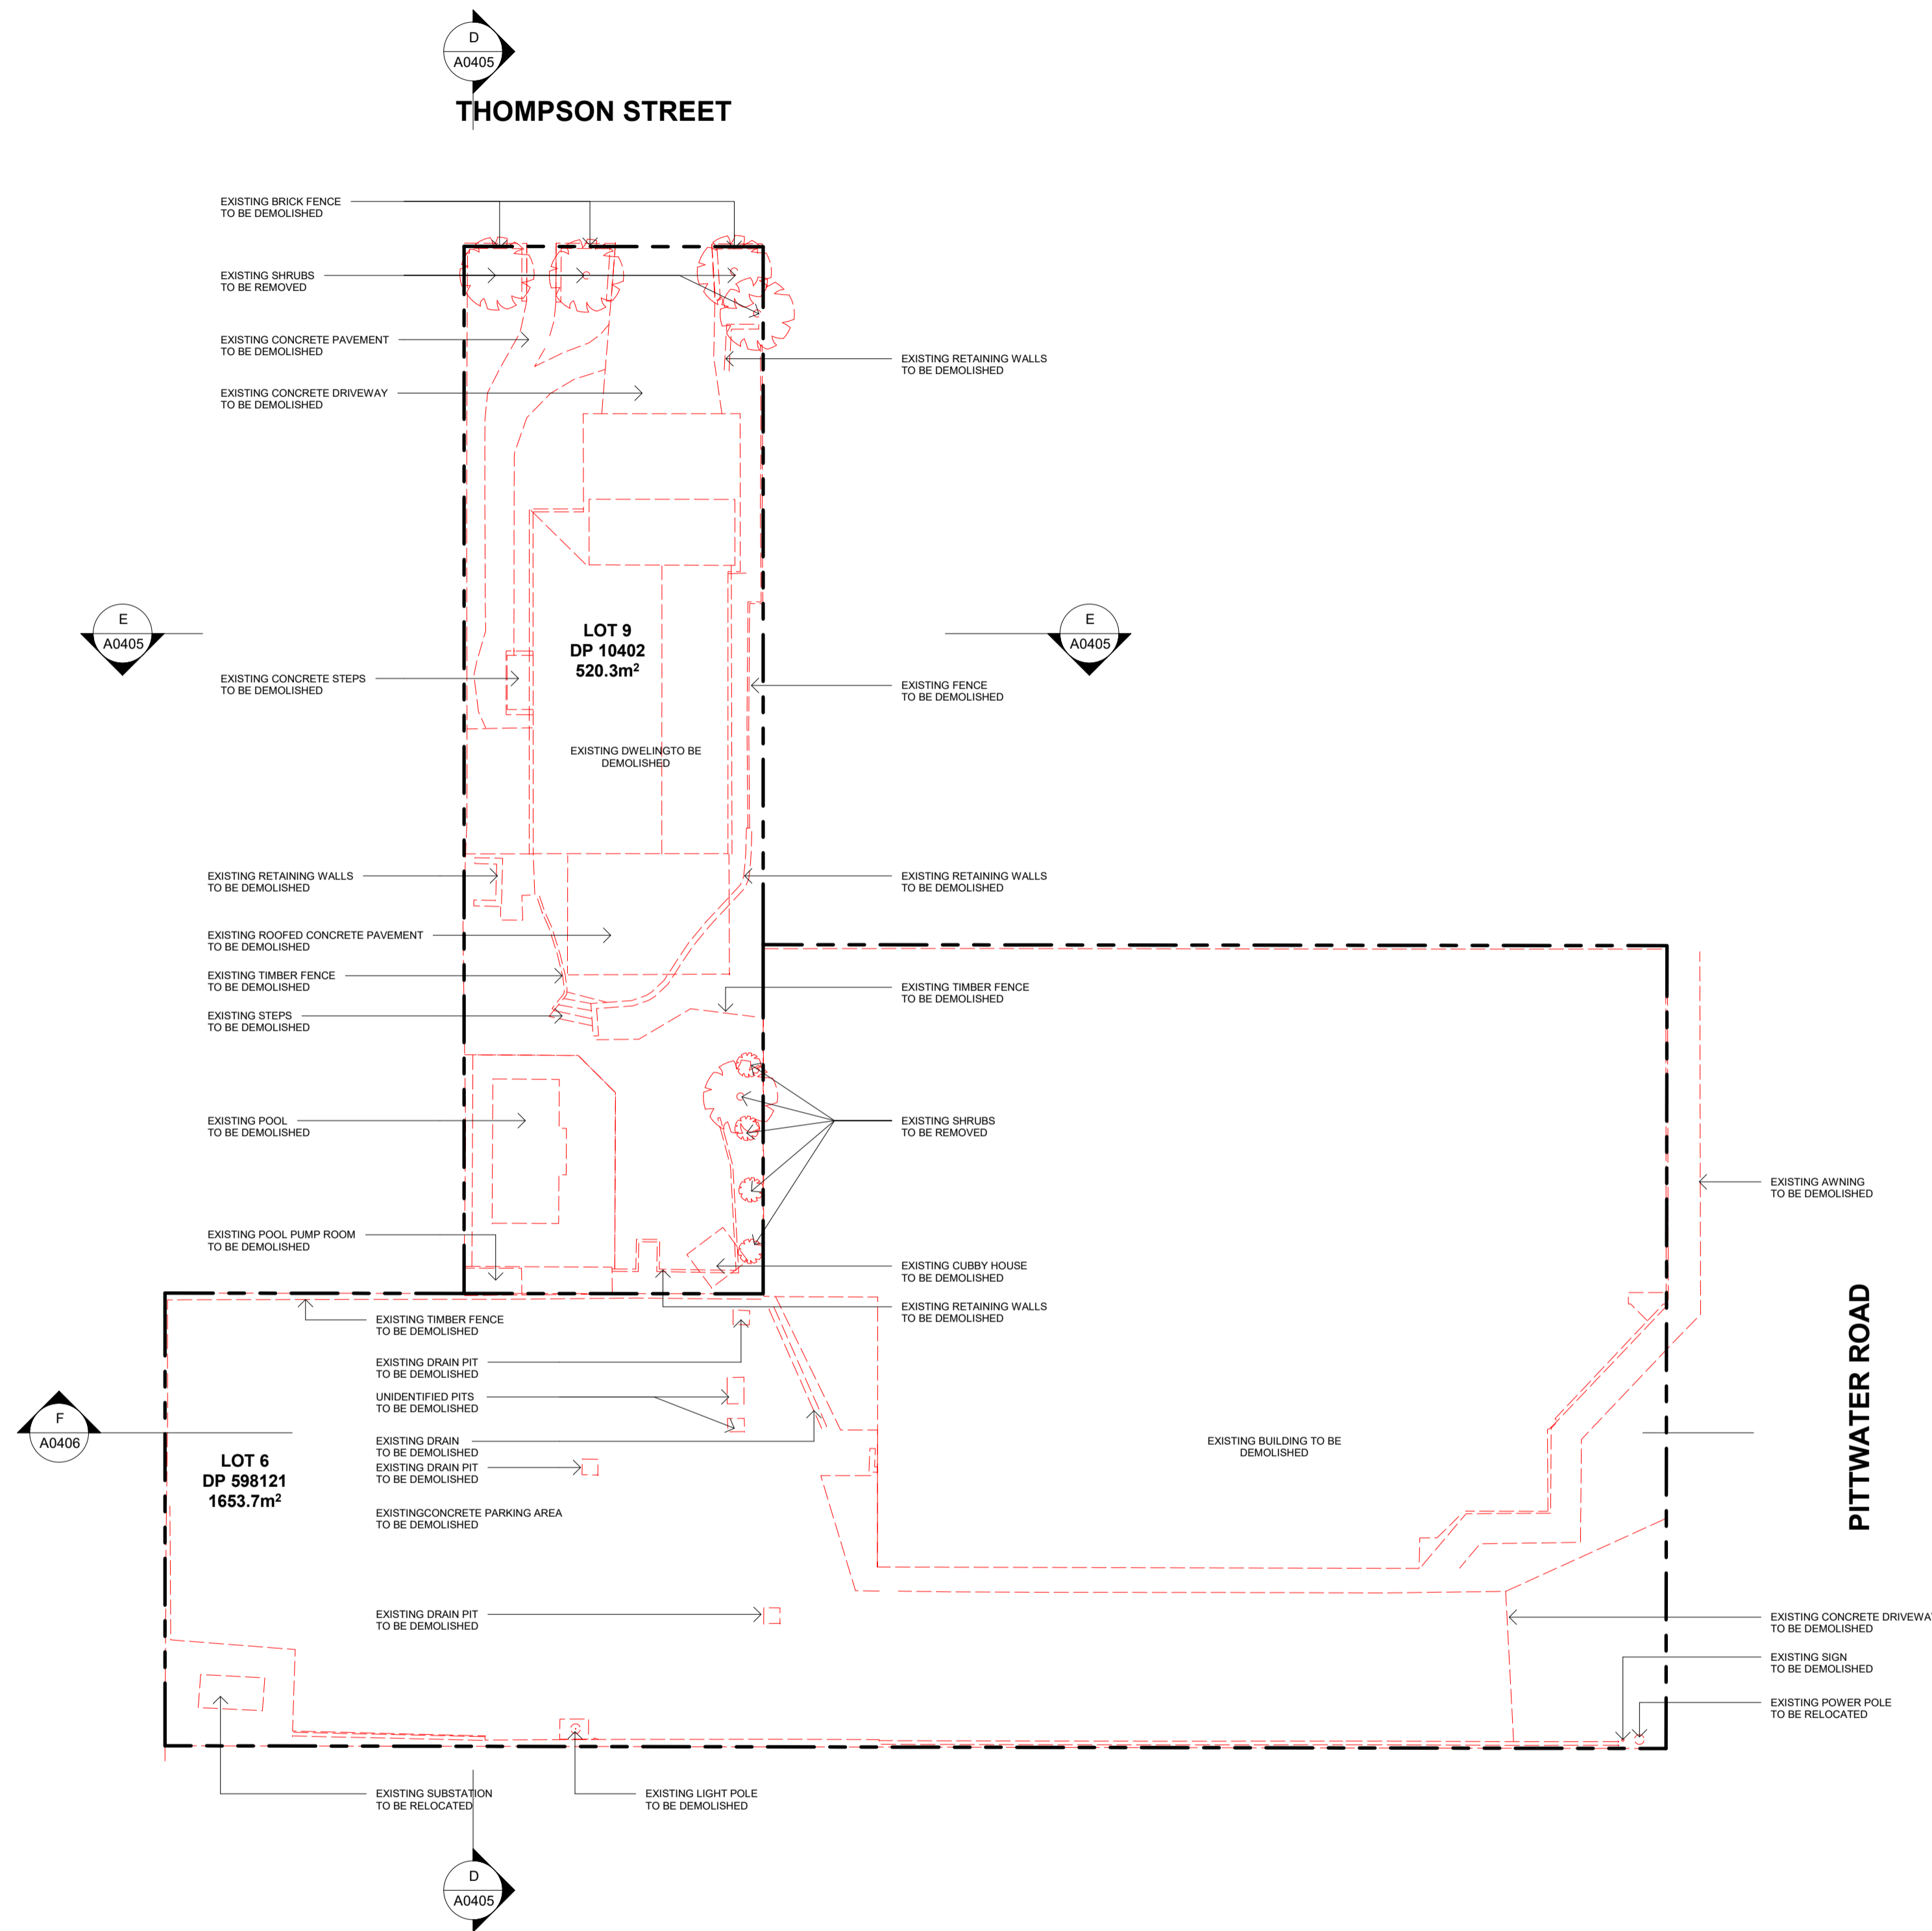 D
A0405
THOMPSON STREET
EXISTING BRICK FENCE
TO BE DEMOLISHED
EXISTING SHRUBS
TO BE REMOVED
EXISTING CONCRETE PAVEMENT
TO BE DEMOLISHED
EXISTING RETAINING WALLS
TO BE DEMOLISHED
EXISTING CONCRETE DRIVEWAY
TO BE DEMOLISHED
E
A0405
LOT 9
DP 10402
520.3m²
E
A0405
EXISTING CONCRETE STEPS
TO BE DEMOLISHED
EXISTING FENCE
TO BE DEMOLISHED
EXISTING DWELINGTO BE
DEMOLISHED
EXISTING RETAINING WALLS
TO BE DEMOLISHED
EXISTING RETAINING WALLS
TO BE DEMOLISHED
EXISTING ROOFED CONCRETE PAVEMENT
TO BE DEMOLISHED
EXISTING TIMBER FENCE
TO BE DEMOLISHED
EXISTING TIMBER FENCE
TO BE DEMOLISHED
EXISTING STEPS
TO BE DEMOLISHED
EXISTING POOL
TO BE DEMOLISHED
EXISTING SHRUBS
TO BE REMOVED
EXISTING AWNING
TO BE DEMOLISHED
EXISTING POOL PUMP ROOM
TO BE DEMOLISHED
EXISTING CUBBY HOUSE
TO BE DEMOLISHED
EXISTING RETAINING WALLS
TO BE DEMOLISHED
EXISTING TIMBER FENCE
TO BE DEMOLISHED
EXISTING DRAIN PIT
TO BE DEMOLISHED
UNIDENTIFIED PITS
TO BE DEMOLISHED
PITTWATER ROAD
F
A0406
EXISTING DRAIN
TO BE DEMOLISHED
EXISTING BUILDING TO BE
DEMOLISHED
LOT 6
DP 598121
1653.7m²
EXISTING DRAIN PIT
TO BE DEMOLISHED
EXISTINGCONCRETE PARKING AREA
TO BE DEMOLISHED
EXISTING DRAIN PIT
TO BE DEMOLISHED
EXISTING CONCRETE DRIVEWA
TO BE DEMOLISHED
EXISTING SIGN
TO BE DEMOLISHED
EXISTING POWER POLE
TO BE RELOCATED
EXISTING SUBSTATION
TO BE RELOCATED
EXISTING LIGHT POLE
TO BE DEMOLISHED
D
A0405